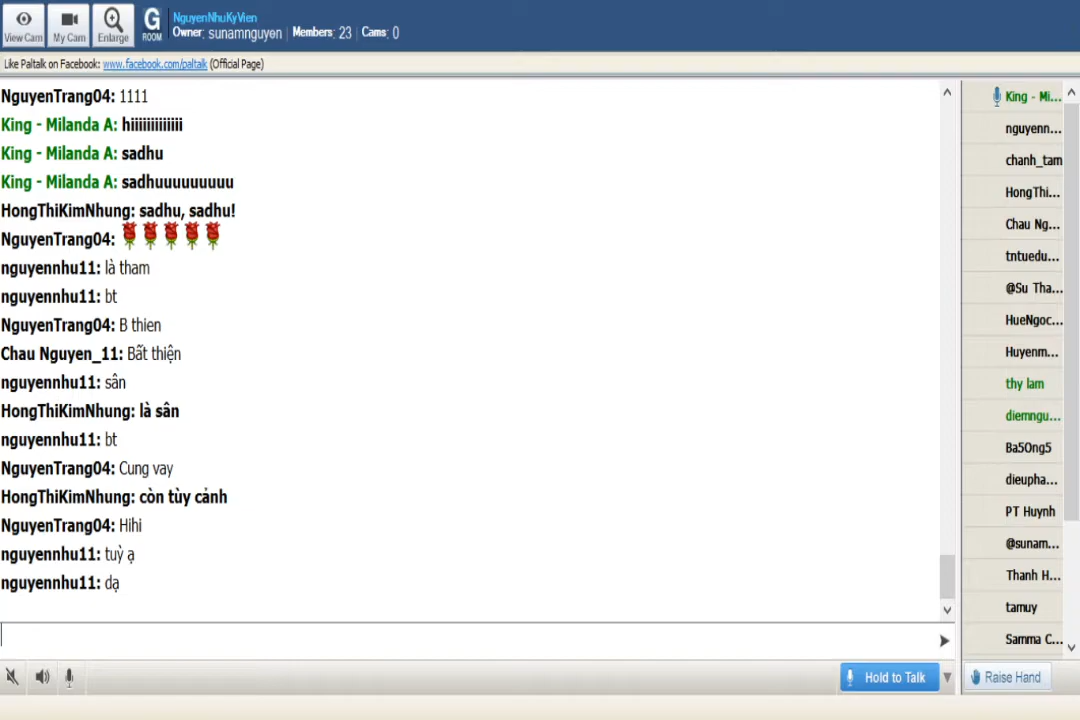 View Cam
My Cam
Enlarge
G
ROOM
NguyenNhuKyVien
Owner: sunamnguyen | Members: 23 | Cams: 0
Like Paltalk on Facebook: www.facebook.com/paltalk (Official Page)
NguyenTrang04: 1111
King - Milanda A: hiiiiiiiiiiiii
King - Milanda A: sadhu
King - Milanda A: sadhuuuuuuuuu
HongThiKimNhung: sadhu, sadhu!
NguyenTrang04:
nguyennhu11: là tham
nguyennhu11: bt
NguyenTrang04: B thien
Chau Nguyen_11: Bất thiện
nguyennhu11: sân
HongThiKimNhung: là sân
nguyennhu11: bt
NguyenTrang04: Cung vay
HongThiKimNhung: còn tùy cảnh
NguyenTrang04: Hihi
nguyennhu11: tuỳ ạ
nguyennhu11: dạ
King - Mi...
nguyenn...
chanh_tam
HongThi...
Chau Ng...
tntuedu...
@Su Tha...
HueNgoc...
Huyenm...
thy lam
diemngu...
Ba5Ong5
dieupha...
PT Huynh
@sunam...
Thanh H...
tamuy
Samma C...
Hold to Talk
Raise Hand